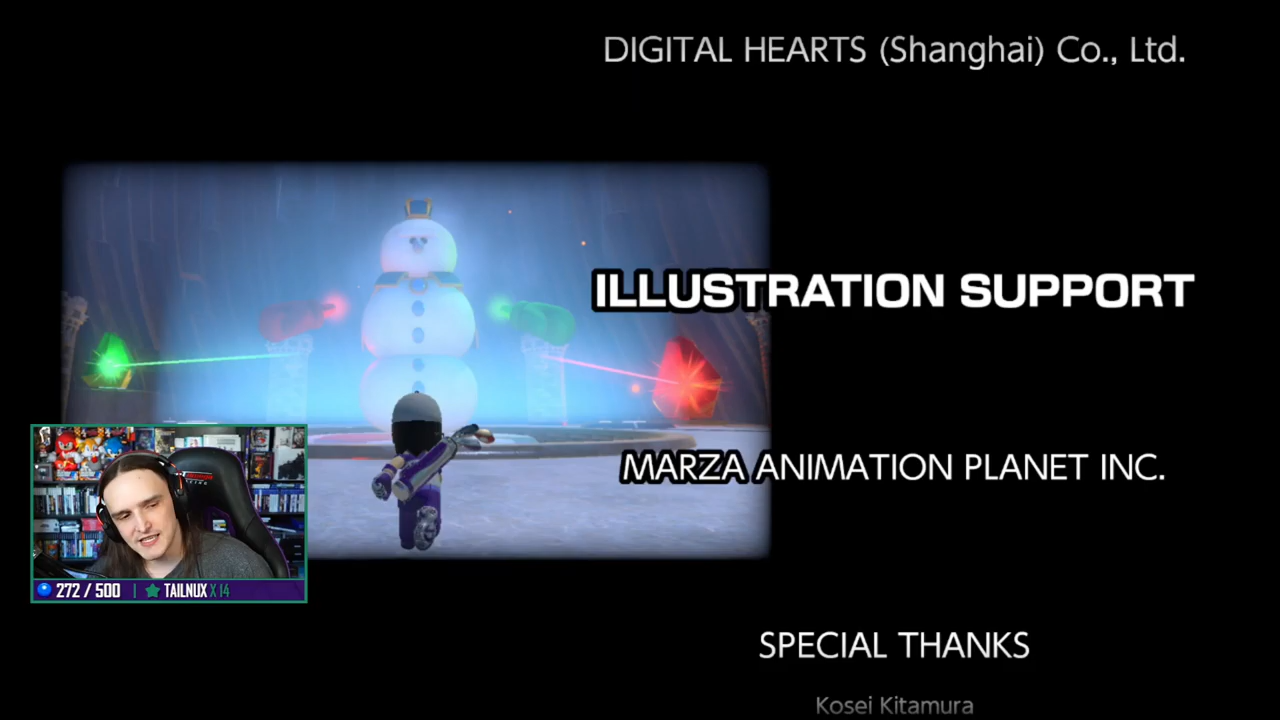 DIGITAL HEARTS (Shanghai) Co., Ltd.
ILLUSTRATION SUPPORT
MARZA ANIMATION PLANET INC.
272 / 500 | TAILNUX X 14
SPECIAL THANKS
Kosei Kitamura